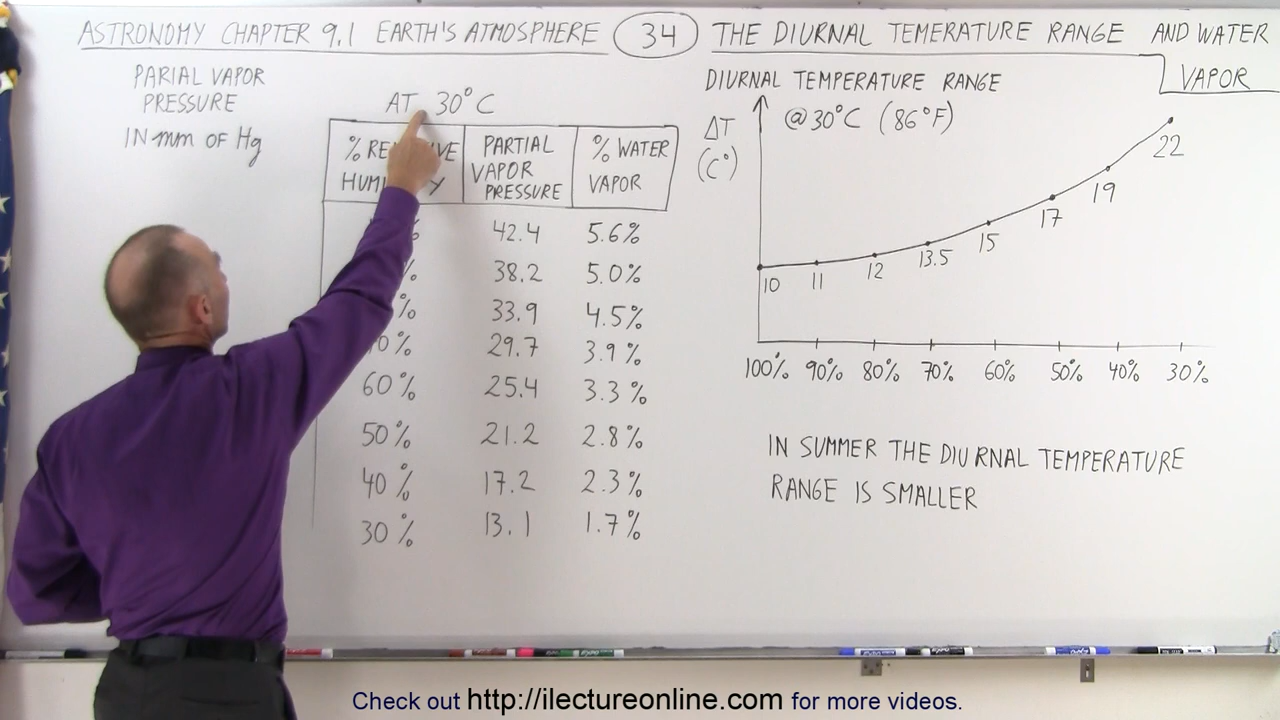 ASTRONOMY CHAPTER 9.1 EARTH'S ATMOSPHERE 34 THE DIURNAL TEMERATURE RANGE AND WATER
VAPOR
PARIAL VAPOR
PRESSURE
IN mm OF Hg
AT 30°C
% HUMI Y
PARTIAL
VAPOR
PRESSURE
% WATER
VAPOR
42.4 5.6%
38.2 5.0%
33.9 4.5%
29.7 3.9%
60% 25.4 3.3%
50% 21.2 2.8%
40% 17.2 2.3%
30% 13.1 1.7%
DIURNAL TEMPERATURE RANGE
@ 30°C (86°F)
ΔT
(C°)
10 11 12 13.5 15 17 19 22
100% 90% 80% 70% 60% 50% 40% 30%
IN SUMMER THE DIURNAL TEMPERATURE
RANGE IS SMALLER
Check out http://ilectureonline.com for more videos.